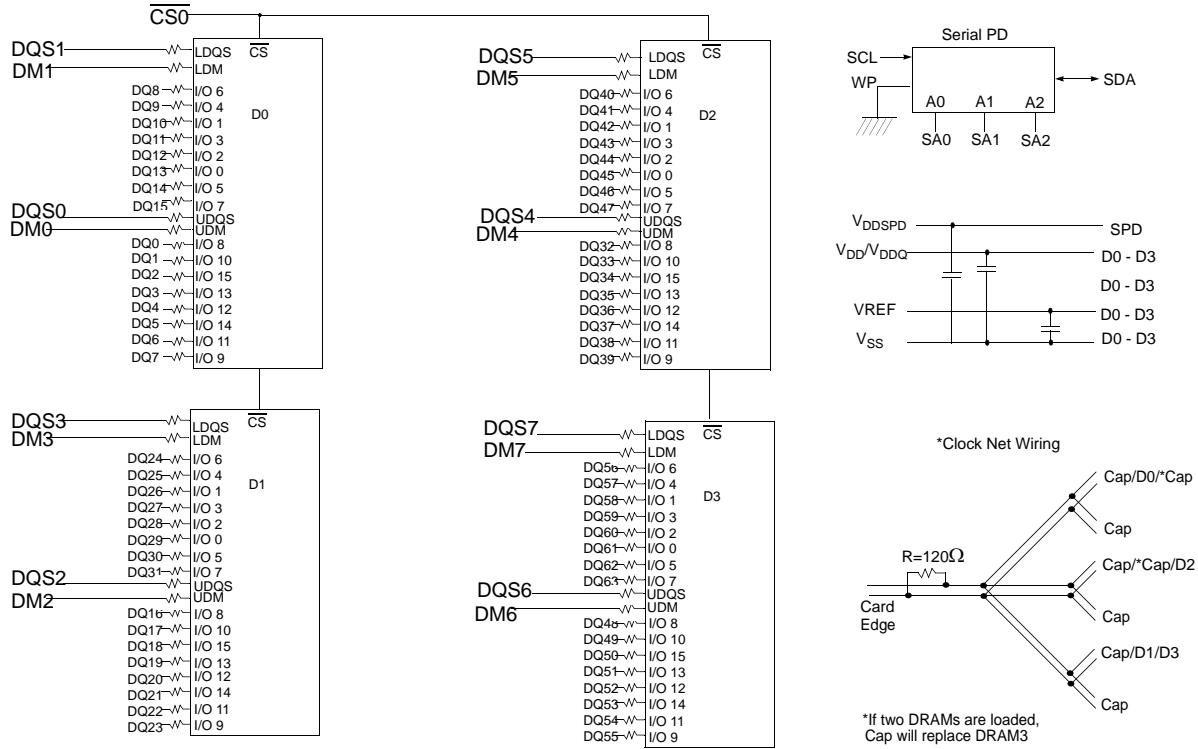 CS0
DQS1
LDQS
CS
DM1
LDM
D0
DQ8 I/O 6
DQ9 I/O 4
DQ10 I/O 1
DQ11 I/O 3
DQ12 I/O 2
DQ13 I/O 0
DQ14 I/O 5
DQ15 I/O 7
DQS0 UDQS
DM0 UDM
DQ0 I/O 8
DQ1 I/O 10
DQ2 I/O 15
DQ3 I/O 13
DQ4 I/O 12
DQ5 I/O 14
DQ6 I/O 11
DQ7 I/O 9
DQS3
LDQS
CS
DM3
LDM
D1
DQ24 I/O 6
DQ25 I/O 4
DQ26 I/O 1
DQ27 I/O 3
DQ28 I/O 2
DQ29 I/O 0
DQ30 I/O 5
DQ31 I/O 7
DQS2 UDQS
DM2 UDM
DQ16 I/O 8
DQ17 I/O 10
DQ18 I/O 15
DQ19 I/O 13
DQ20 I/O 12
DQ21 I/O 14
DQ22 I/O 11
DQ23 I/O 9
DQS5
LDQS
CS
DM5
LDM
D2
DQ40 I/O 6
DQ41 I/O 4
DQ42 I/O 1
DQ43 I/O 3
DQ44 I/O 2
DQ45 I/O 0
DQ46 I/O 5
DQ47 I/O 7
DQS4 UDQS
DM4 UDM
DQ32 I/O 8
DQ33 I/O 10
DQ34 I/O 15
DQ35 I/O 13
DQ36 I/O 12
DQ37 I/O 14
DQ38 I/O 11
DQ39 I/O 9
DQS7
LDQS
CS
DM7
LDM
D3
DQ56 I/O 6
DQ57 I/O 4
DQ58 I/O 1
DQ59 I/O 3
DQ60 I/O 2
DQ61 I/O 0
DQ62 I/O 5
DQ63 I/O 7
DQS6 UDQS
DM6 UDM
DQ48 I/O 8
DQ49 I/O 10
DQ50 I/O 15
DQ51 I/O 13
DQ52 I/O 12
DQ53 I/O 14
DQ54 I/O 11
DQ55 I/O 9
Serial PD
SCL
WP
SDA
A0 A1 A2
SA0 SA1 SA2
VDDSPD SPD
VDD/VDDQ D0 - D3
D0 - D3
VREF D0 - D3
VSS D0 - D3
*Clock Net Wiring
Cap/D0/*Cap
Cap
R=120Ω
Cap/*Cap/D2
Card
Edge
Cap
Cap/D1/D3
Cap
*If two DRAMs are loaded,
Cap will replace DRAM3